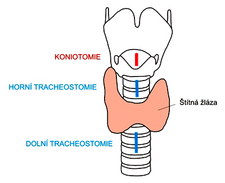 KONIOTOMIE
HORNÍ TRACHEOSTOMIE
Štítná žláza
DOLNÍ TRACHEOSTOMIE